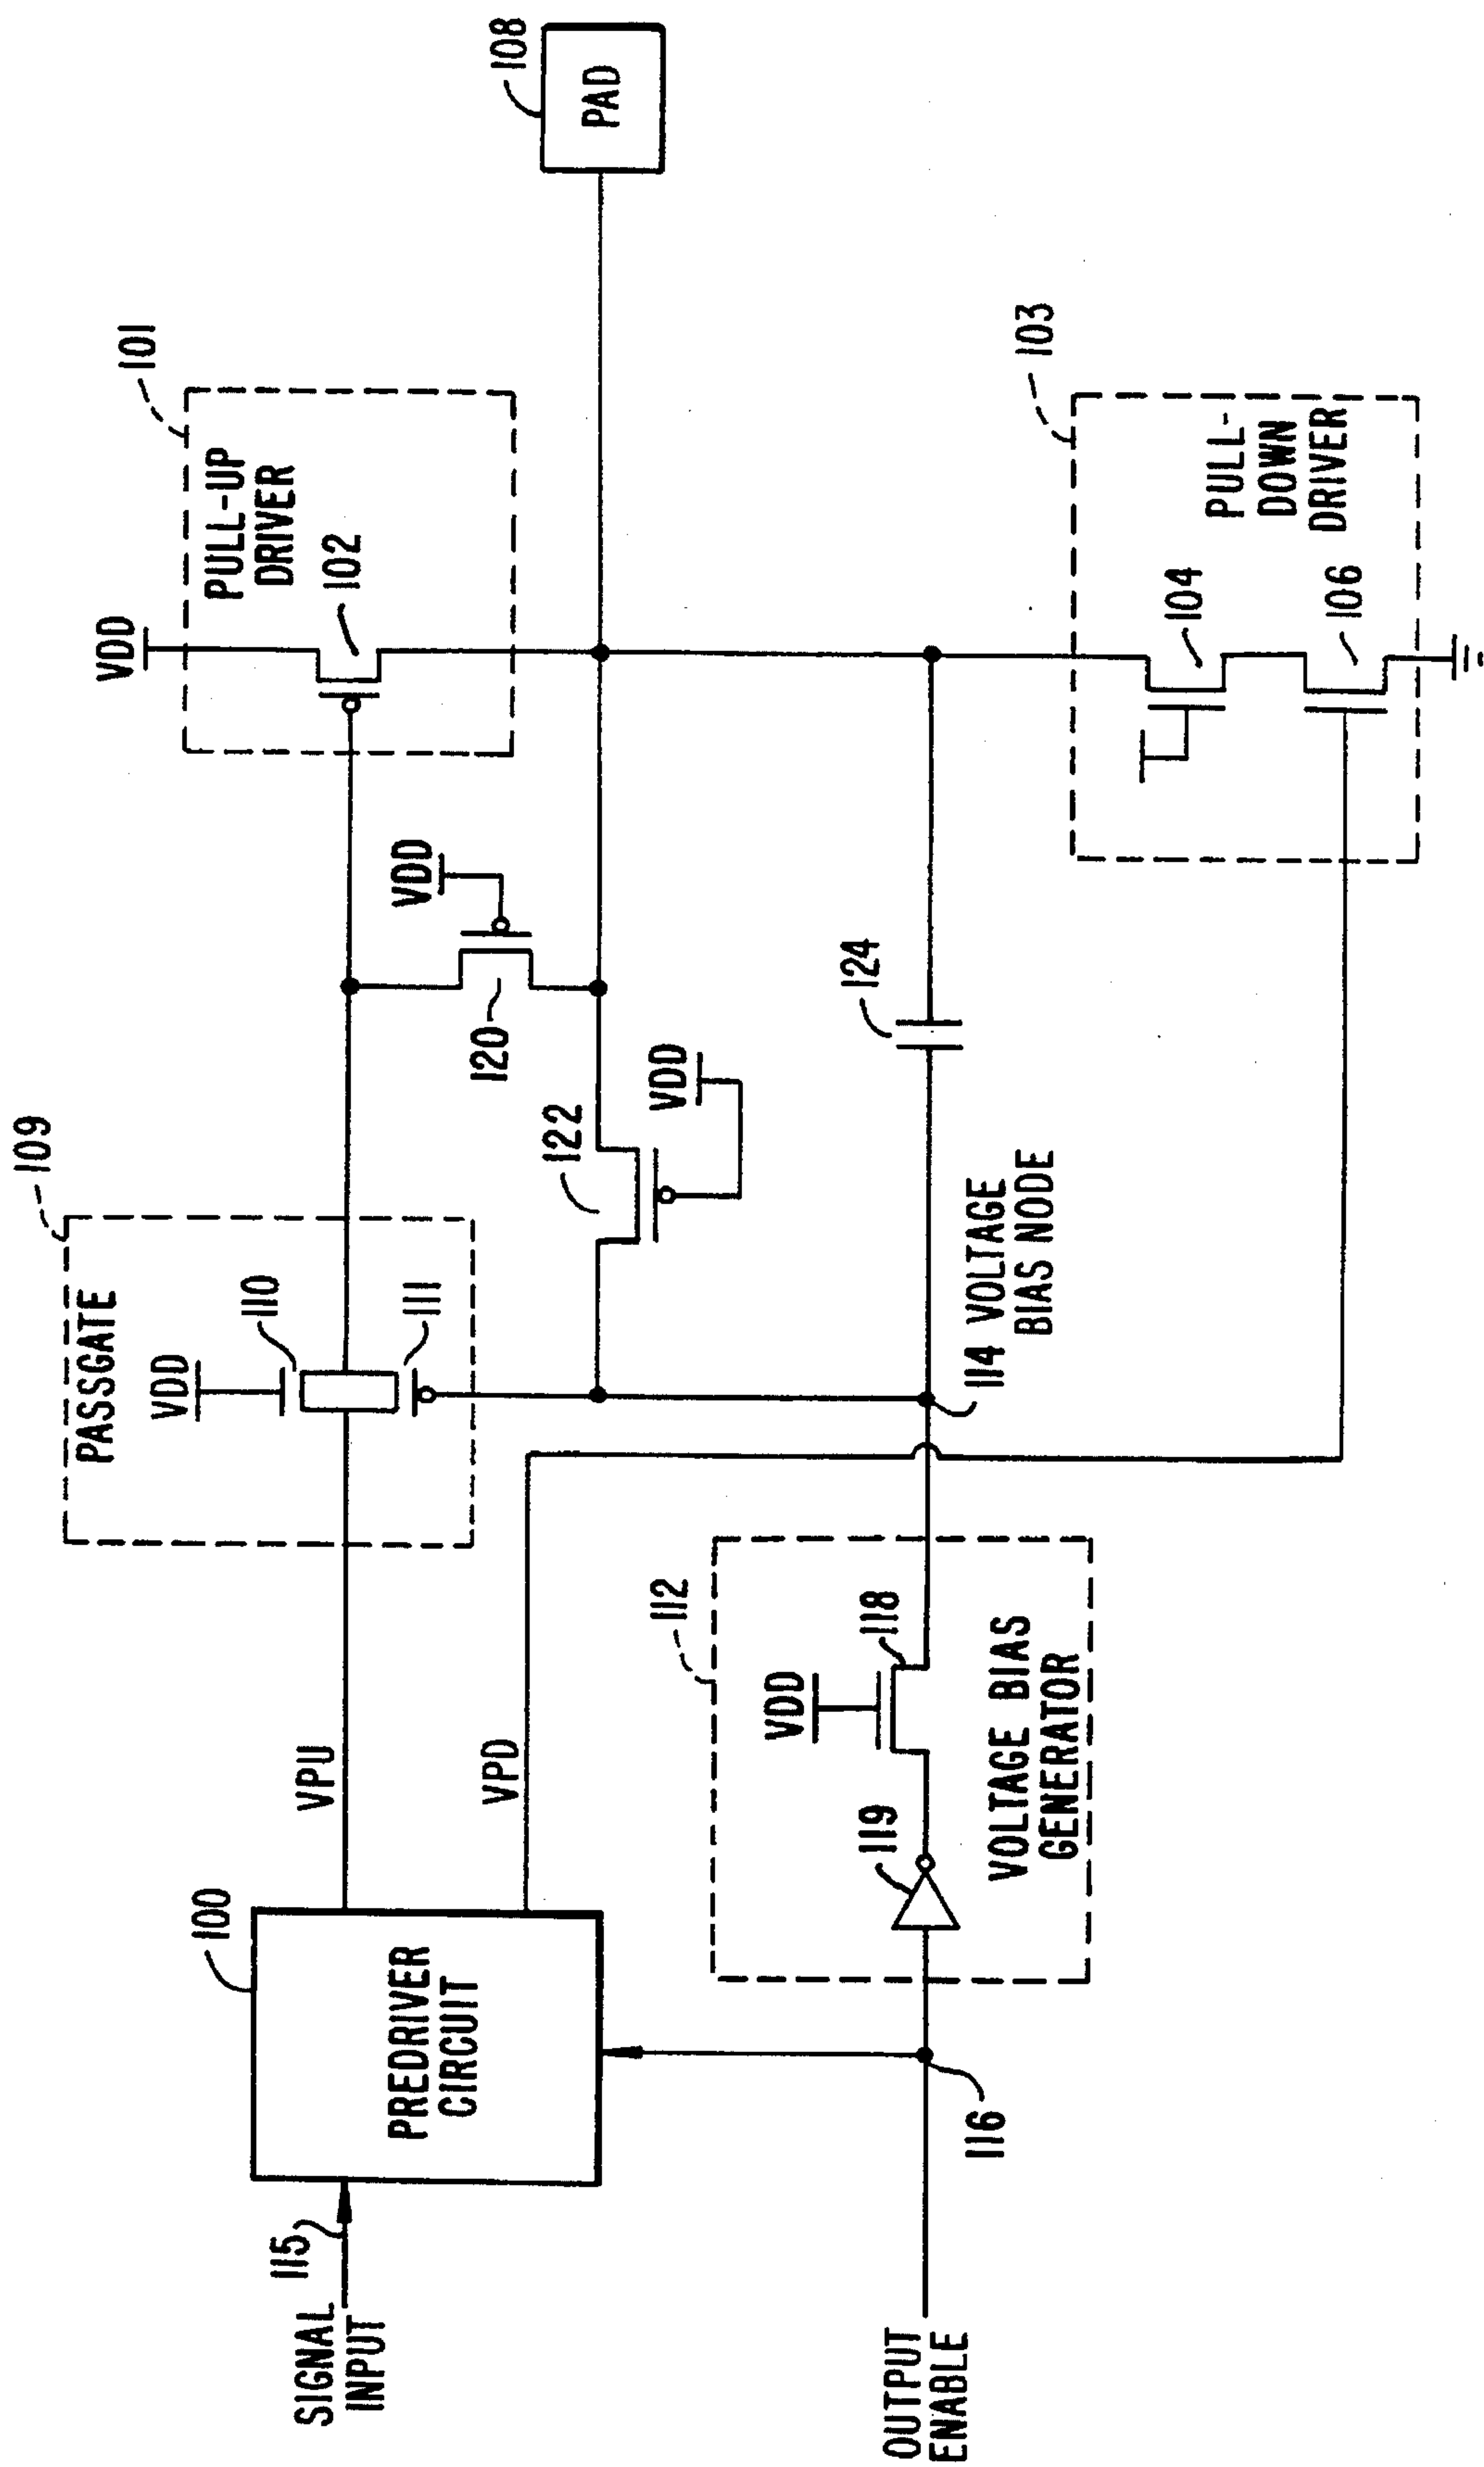 108
PAD
101
PULL-UP
DRIVER
VDD
102
103
PULL-
DOWN
DRIVER
104
106
VDD
120
124
109
PASSGATE
VDD
110
111
122
VDD
114 VOLTAGE
BIAS NODE
112
VDD
118
119
VOLTAGE BIAS
GENERATOR
VPU
VPD
100
PREDRIVER
CIRCUIT
115
SIGNAL
INPUT
116
OUTPUT
ENABLE